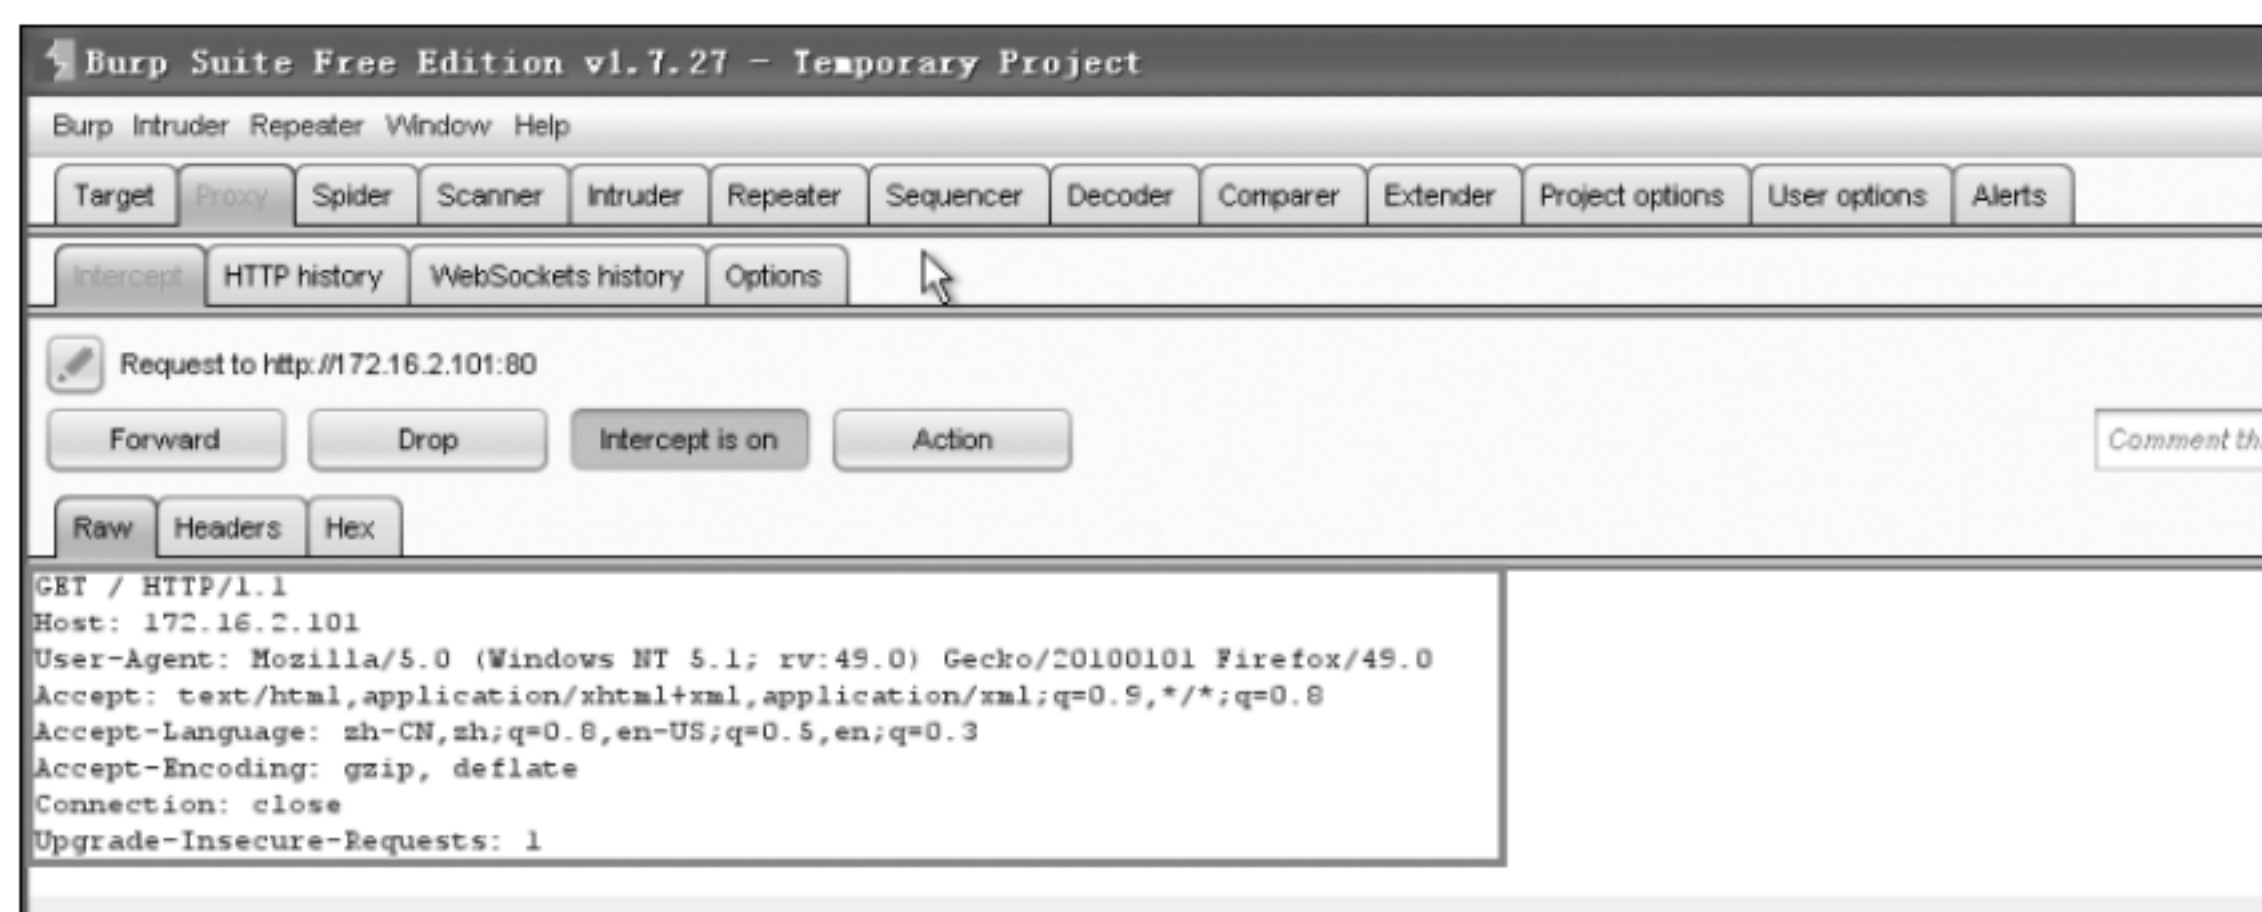 Burp Suite Free Edition v1.7.27 - Temporary Project
Burp Intruder Repeater Window Help
Target Proxy Spider Scanner Intruder Repeater Sequencer Decoder Comparer Extender Project options User options Alerts
Intercept HTTP history WebSockets history Options
Request to http://172.16.2.101:80
Forward Drop Intercept is on Action Comment
Raw Headers Hex
GET / HTTP/1.1
Host: 172.16.2.101
User-Agent: Mozilla/5.0 (Windows NT 5.1; rv:49.0) Gecko/20100101 Firefox/49.0
Accept: text/html,application/xhtml+xml,application/xml;q=0.9,*/*;q=0.8
Accept-Language: zh-CN,zh;q=0.8,en-US;q=0.5,en;q=0.3
Accept-Encoding: gzip, deflate
Connection: close
Upgrade-Insecure-Requests: 1